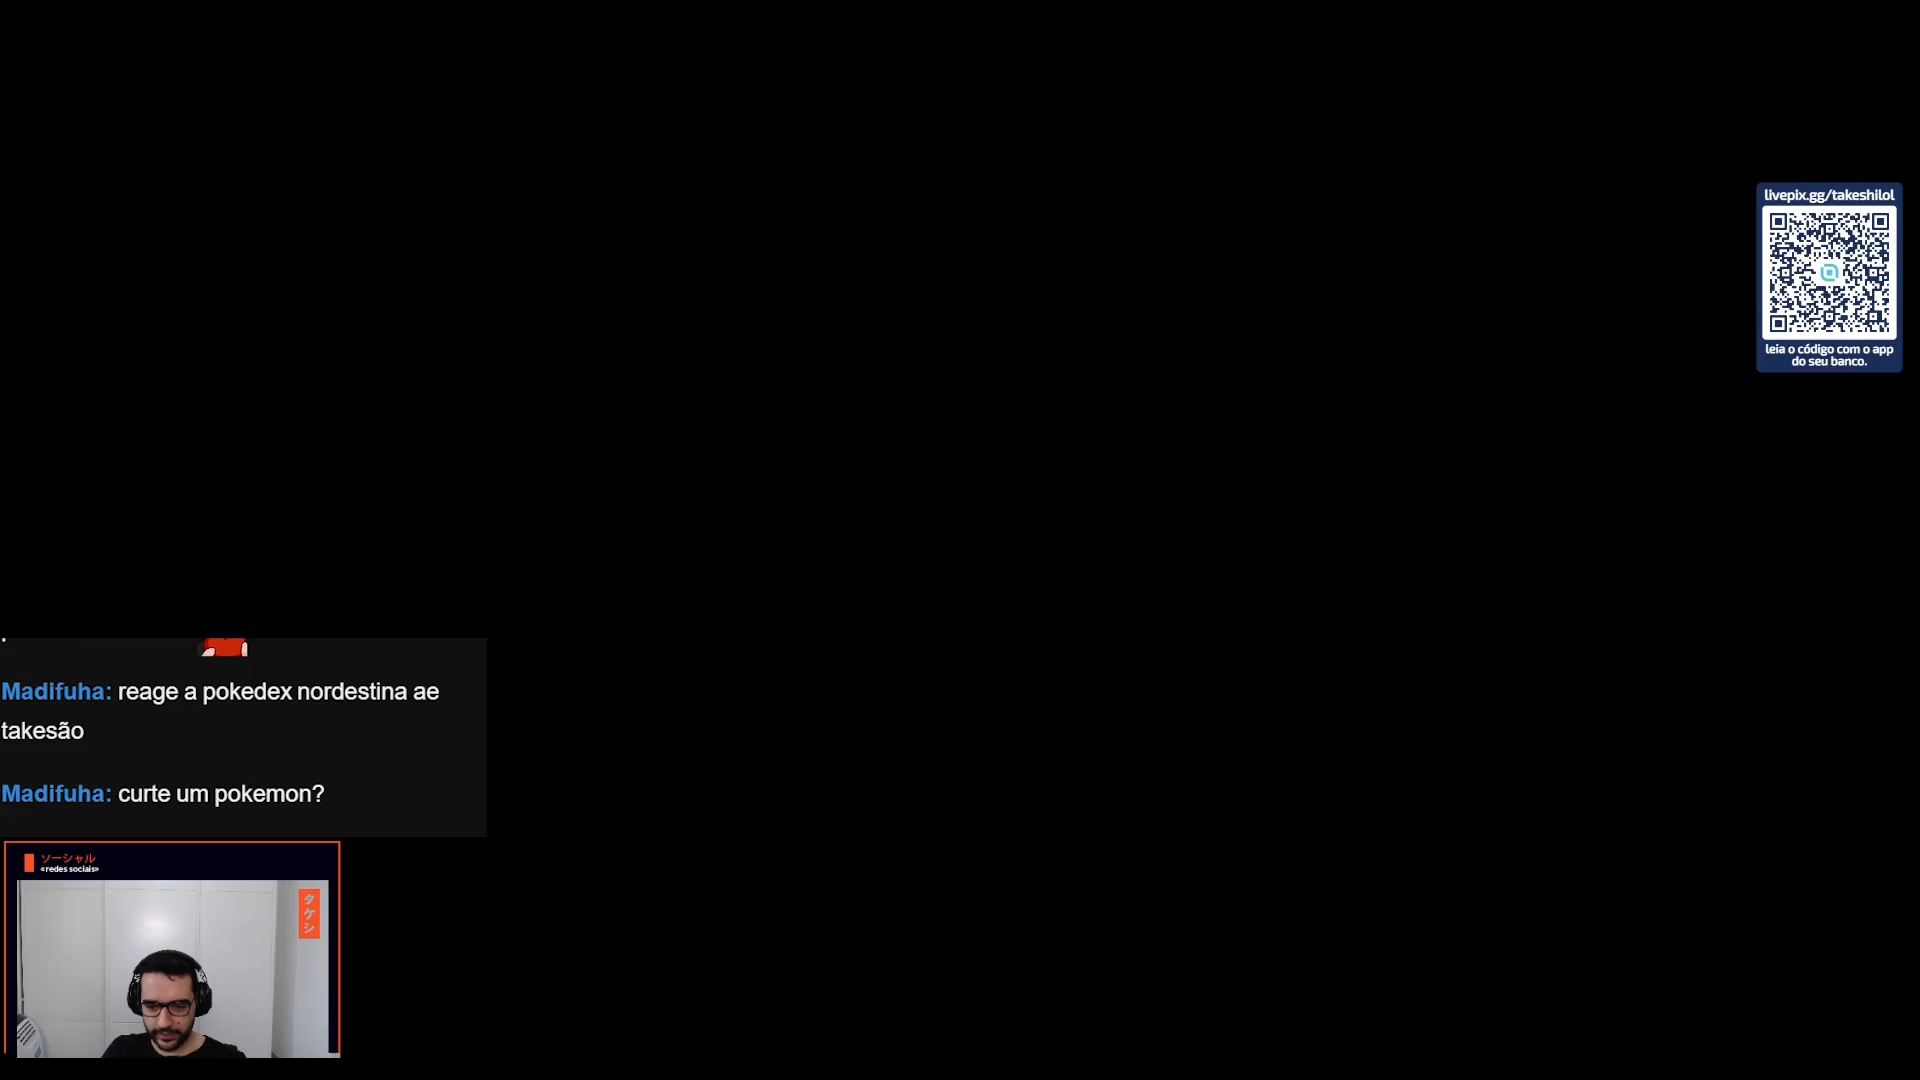 livepix.gg/takeshilol
leia o código com o app
do seu banco.
Madifuha: reage a pokedex nordestina ae
takesão
Madifuha: curte um pokemon?
ソーシャル
«redes sociais»
タケシ